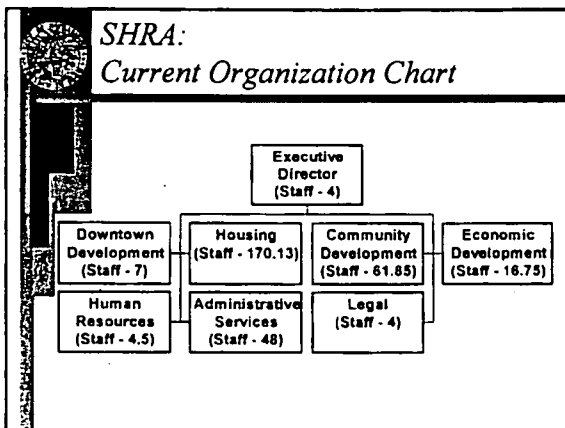 SHRA:
Current Organization Chart
Executive
Director
(Staff - 4)
Downtown
Development
(Staff - 7)
Housing
(Staff - 170.13)
Community
Development
(Staff - 61.85)
Economic
Development
(Staff - 16.75)
Human
Resources
(Staff - 4.5)
Administrative
Services
(Staff - 48)
Legal
(Staff - 4)